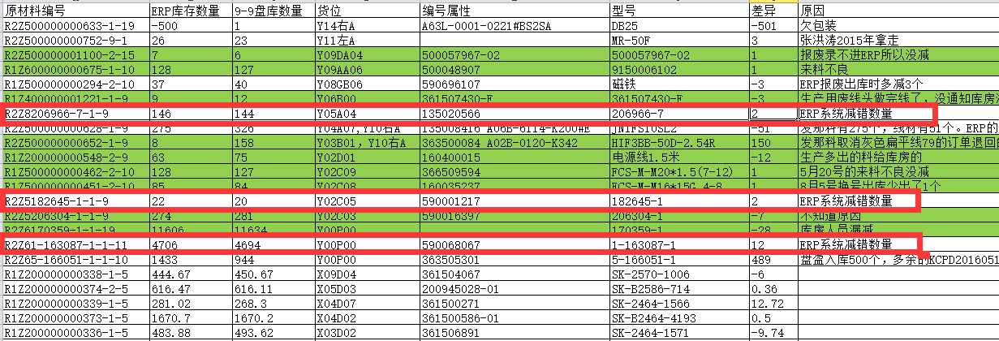 原材料编号 ERP库存数量 9-9盘库数量 货位 编号属性 型号 差异 原因
R2Z500000000633-1-19 -500 1 Y14右A A63L-0001-0221#BS2SA DB25 -501 欠包装
R2Z500000000752-9-1 26 23 Y11左A MR-50F 3 张洪涛2015年拿走
R2Z500000001100-2-15 7 6 Y09DA04 500057967-02 500057967-02 1 报废录不进ERP所以没减
R1Z600000000675-1-10 128 127 Y09AA06 500048907 9150006102 1 来料不良
R1Z500000000294-2-10 37 40 Y08GB06 590696107 磁铁 -3 ERP报废出库时多减3个
R1Z400000001221-1-9 9 12 Y06B00 361507430-F 361507430-F -3 生产用废线头做完线了，没通知库房
R2Z8206966-7-1-9 146 144 Y05A04 135020566 206966-7 2 ERP系统减错数量
R2Z500000000628-1-9 275 326 Y04A07,Y10右A 135008416 A06B-6114-K200#E JNIFS10SL2 -51 发那科有275个，线材有51个。ERP的
R2Z500000000652-1-9 8 158 Y03B01，Y10右A 363500084 A02B-0120-K342 HIF3BB-50D-2.54R 150 发那科取消灰色扁平线79的订单退回的
R1Z200000000548-2-9 63 75 Y02D01 160400015 电源线1.5米 -12 生产多出的料给库房的
R1Z500000000462-2-10 128 127 Y02C09 366509594 FCS-M-M20*1.5(7-12) 1 5月20号的来料不良没减
R1Z500000000451-2-10 85 84 Y02C08 160035237 FCS-M-M16*15G 4-8 1 8月5号换号出库少出了1个
R2Z5182645-1-1-9 22 20 Y02C05 590001217 182645-1 2 ERP系统减错数量
R2Z5206304-1-1-9 274 281 Y02C03 590016397 206304-1 -7 不知道原因
R2Z6170359-1-1-19 11606 11634 Y00P00 170359-1 -28 库房人员漏减
R2Z61-163087-1-1-11 4706 4694 Y00P00 590068067 1-163087-1 12 ERP系统减错数量
R2Z65-166051-1-1-10 1433 944 Y00P00 363505301 5-166051-1 489 盘盈入库500个，多余的KCPD2016051
R1Z200000000338-1-5 444.67 450.67 X09D04 361504067 SK-2570-1006 -6
R1Z200000000374-2-5 616.47 616.11 X05D03 200945028-01 SK-B2586-714 0.36
R1Z200000000339-1-5 281.02 268.3 X04D07 361500271 SK-2464-1566 12.72
R1Z200000000373-1-5 1670.7 1670.2 X04D02 361500586-01 SK-B2464-4193 0.5
R1Z200000000336-1-5 483.88 493.62 X03D02 361506891 SK-2464-1571 -9.74